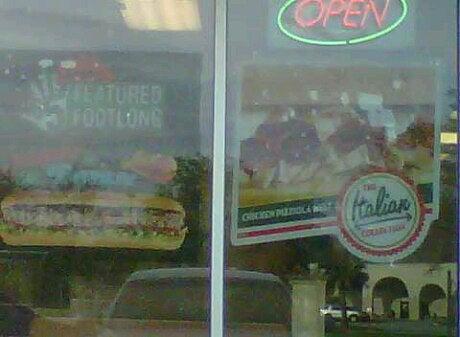 OPEN
FEATURED
FOOTLONG
CHICKEN PIZZIOLA MELT
THE
Italian
COLLECTION